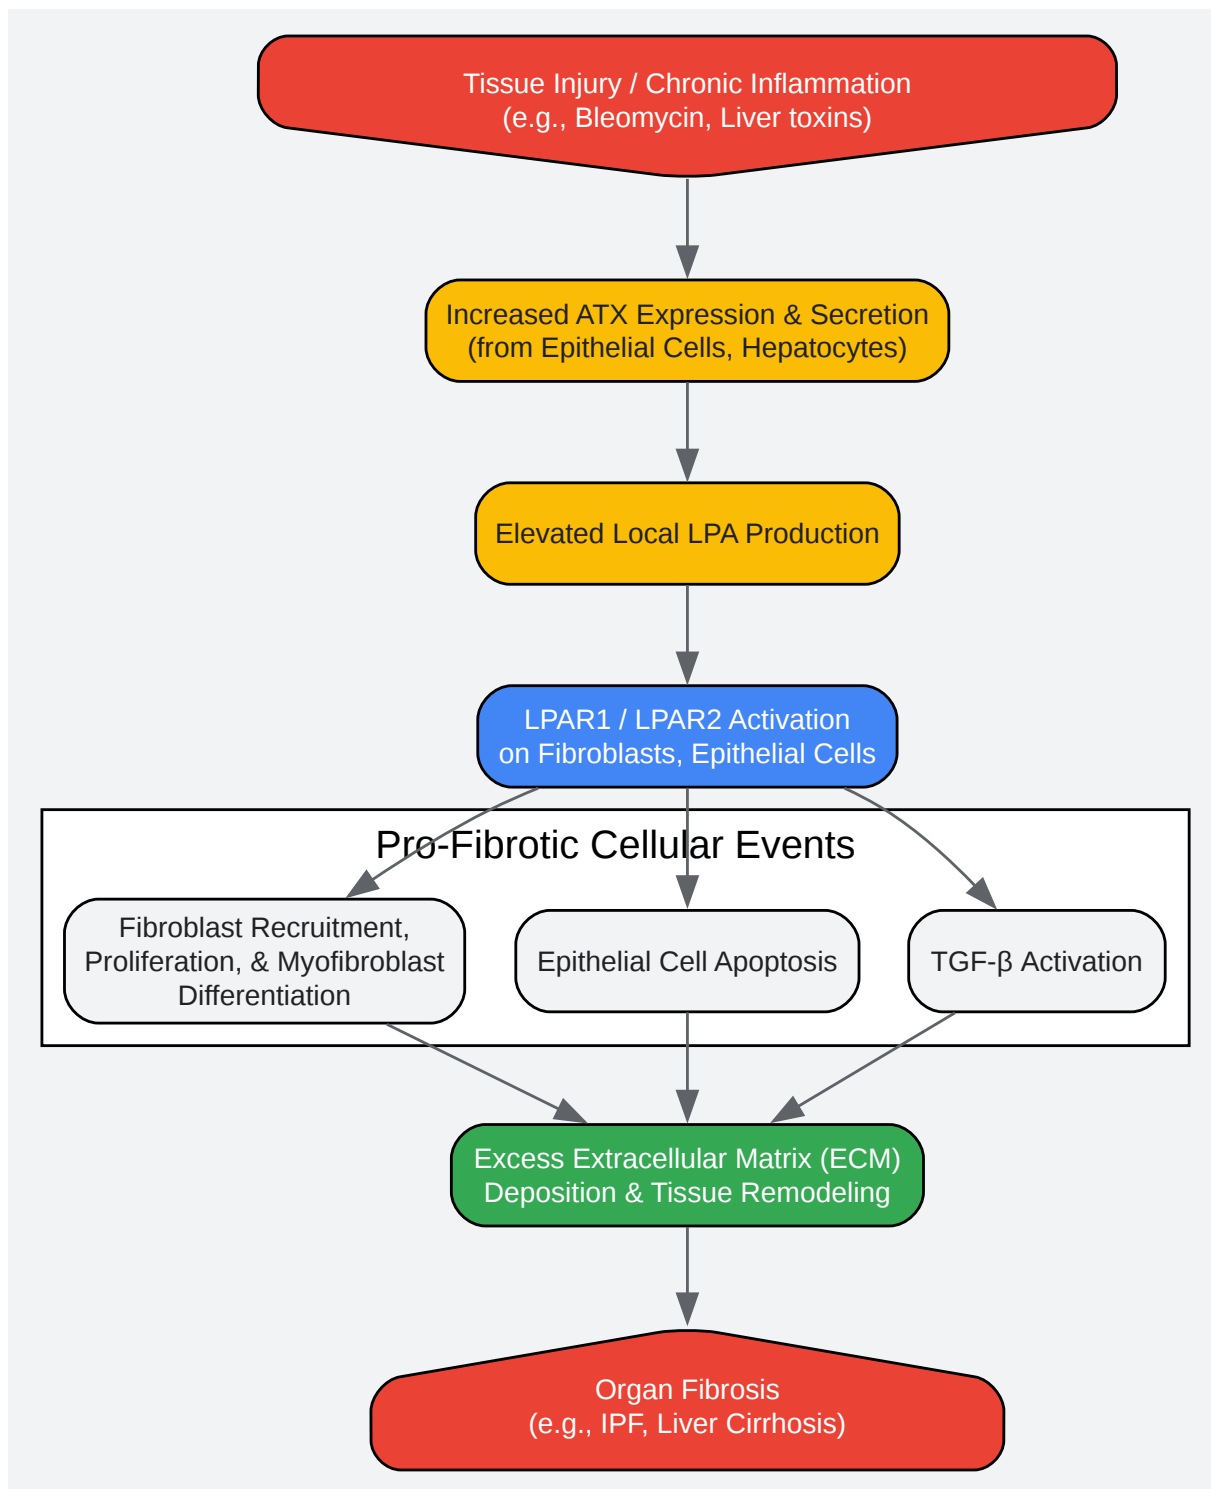 Tissue Injury / Chronic Inflammation
(e.g., Bleomycin, Liver toxins)
Increased ATX Expression & Secretion
(from Epithelial Cells, Hepatocytes)
Elevated Local LPA Production
LPAR1 / LPAR2 Activation
on Fibroblasts, Epithelial Cells
Pro-Fibrotic Cellular Events
Fibroblast Recruitment,
Proliferation, & Myofibroblast
Differentiation
Epithelial Cell Apoptosis
TGF-β Activation
Excess Extracellular Matrix (ECM)
Deposition & Tissue Remodeling
Organ Fibrosis
(e.g., IPF, Liver Cirrhosis)